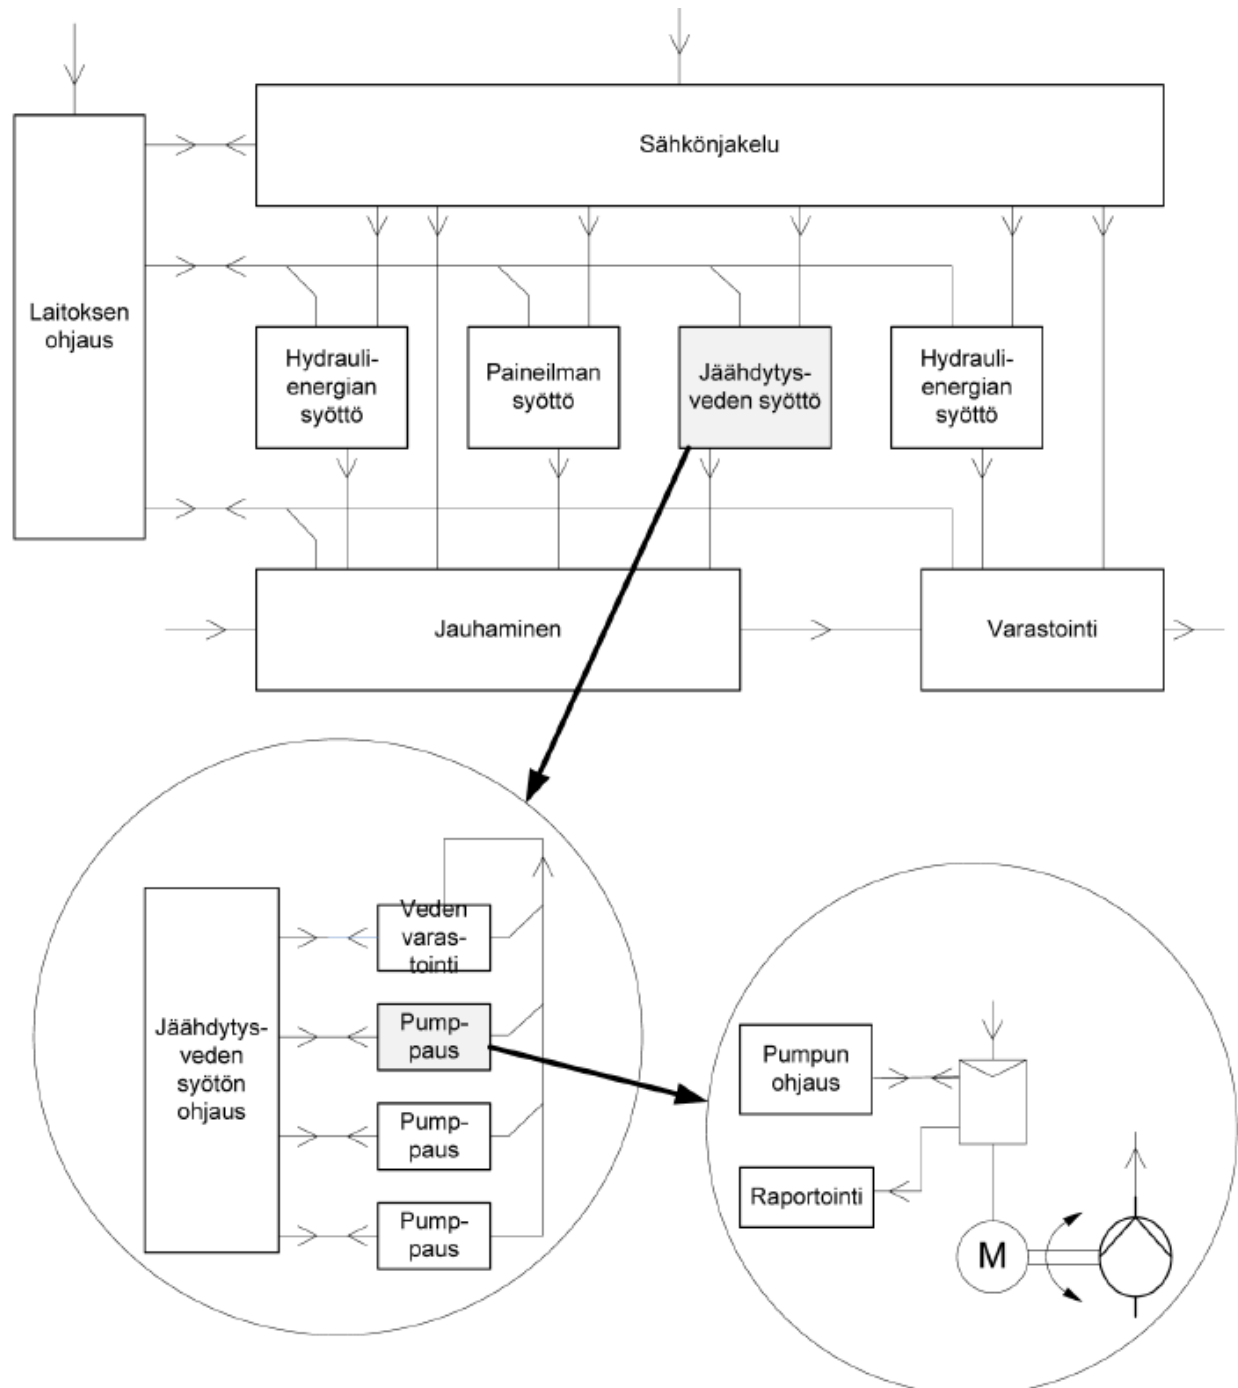 Sähkönjakelu
Laitoksen
ohjaus
Hydrauli-
energian
syöttö
Paineilman
syöttö
Jäähdytys-
veden syöttö
Hydrauli-
energian
syöttö
Jauhaminen
Varastointi
Jäähdytys-
veden
syötön
ohjaus
Veden
varas-
tointi
Pump-
paus
Pump-
paus
Pump-
paus
Pumpun
ohjaus
Raportointi
M